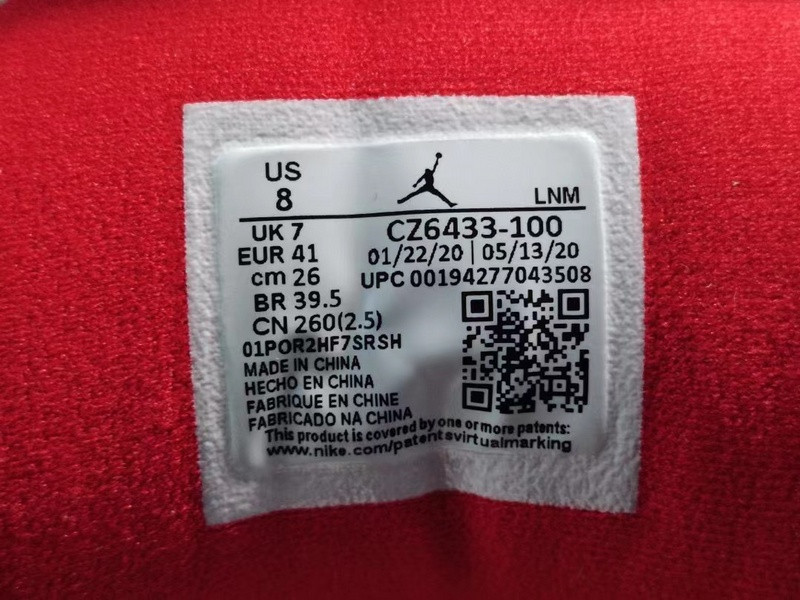 US
8
LNM
UK 7
EUR 41
cm 26
BR 39.5
CN 260(2.5)
CZ6433-100
01/22/20 | 05/13/20
UPC 00194277043508
01POR2HF7SRSH
MADE IN CHINA
HECHO EN CHINA
FABRIQUE EN CHINE
FABRICADO NA CHINA
This product is covered by one or more patents:
www.nike.com/patentsvirtualmarking